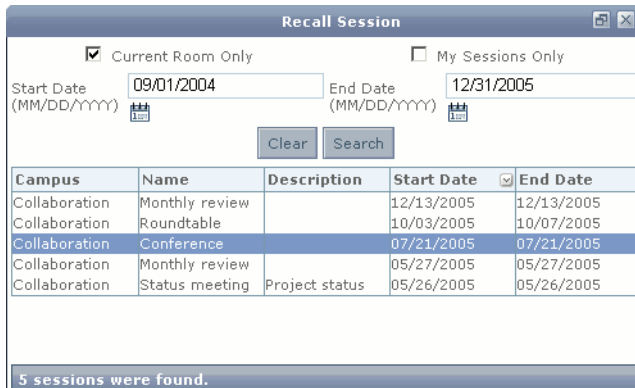 Recall Session
Current Room Only My Sessions Only
Start Date 09/01/2004 End Date 12/31/2005
(MM/DD/YYYY) (MM/DD/YYYY)
Clear Search
Campus Name Description Start Date End Date
Collaboration Monthly review 12/13/2005 12/13/2005
Collaboration Roundtable 10/03/2005 10/07/2005
Collaboration Conference 07/21/2005 07/21/2005
Collaboration Monthly review 05/27/2005 05/27/2005
Collaboration Status meeting Project status 05/26/2005 05/26/2005
5 sessions were found.